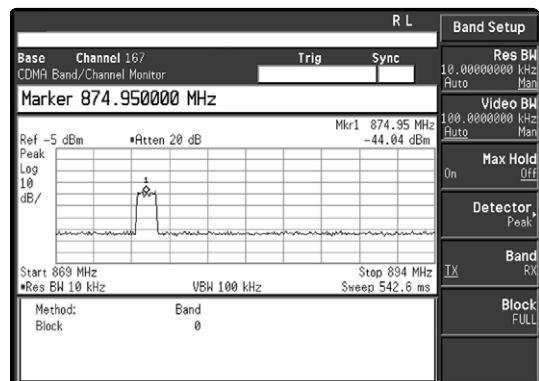 R L
Band Setup
Base Channel 167 Trig Sync
CDMA Band/Channel Monitor
Marker 874.950000 MHz
Res BW
10.00000000 kHz
Auto Man
Video BW
100.0000000 kHz
Auto Man
Max Hold
On Off
Detector
Peak
Band
TX RX
Block
FULL
Mkr1 874.95 MHz
Ref -5 dBm *Atten 20 dB -44.04 dBm
Peak
Log
10
dB/
1
Start 869 MHz Stop 894 MHz
*Res BW 10 kHz VBW 100 kHz Sweep 542.6 ms
Method: Band
Block 0